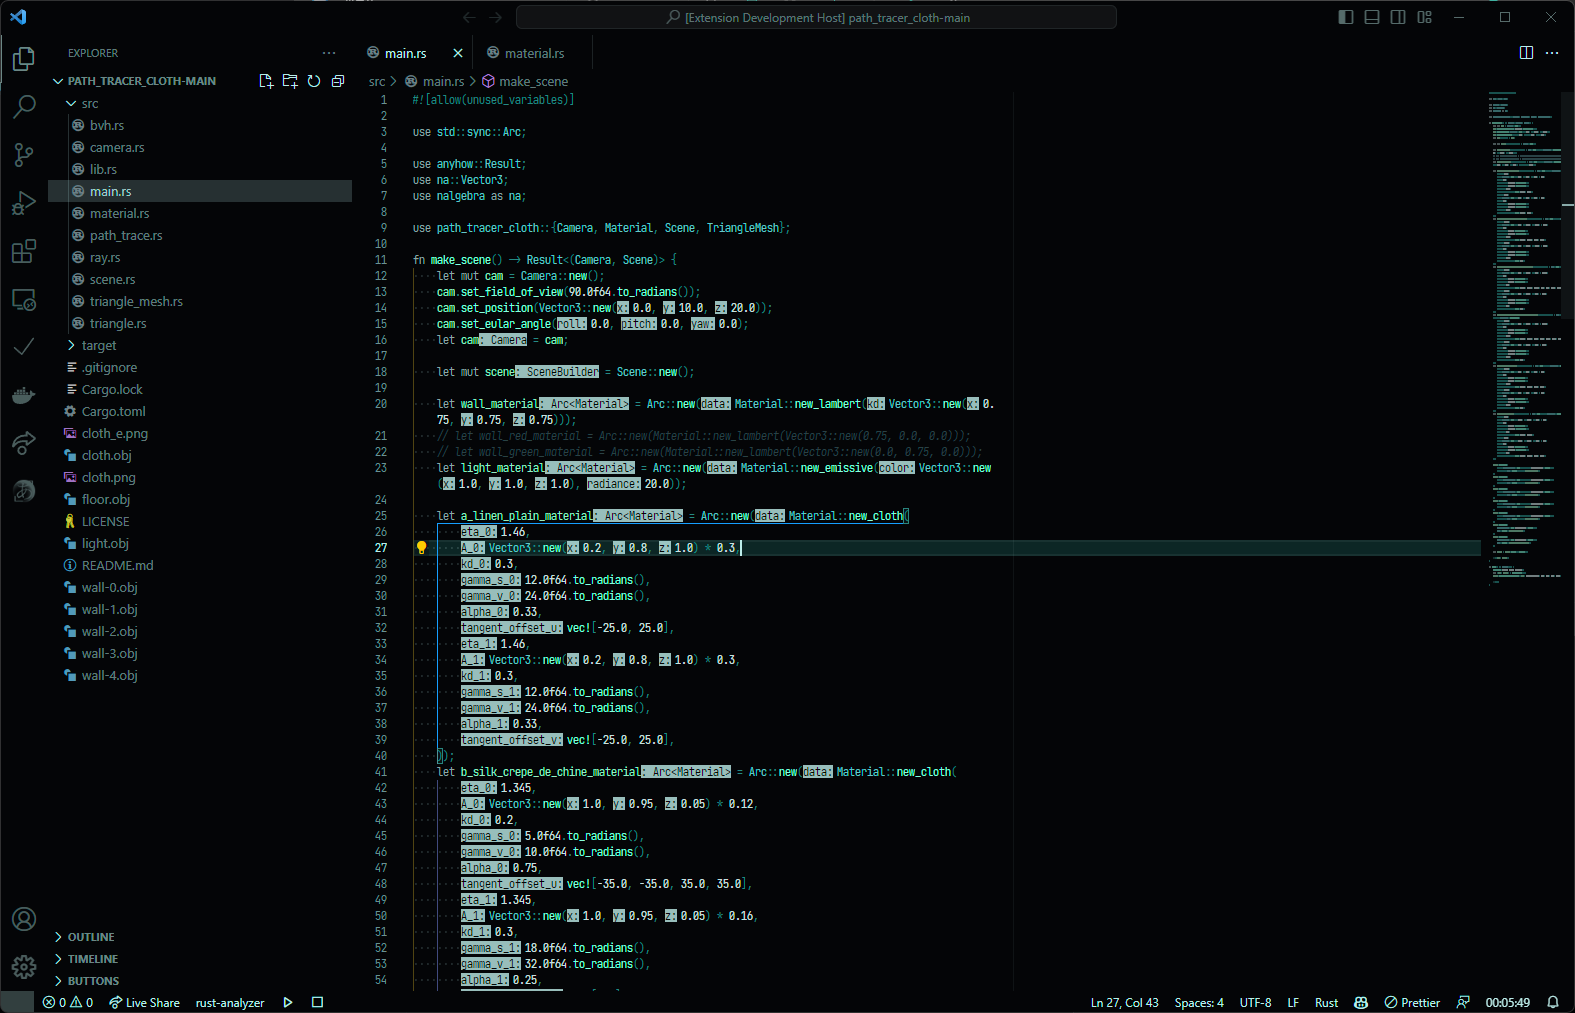 [Extension Development Host] path_tracer_cloth-main
EXPLORER
PATH_TRACER_CLOTH-MAIN
src
bvh.rs
camera.rs
lib.rs
main.rs
material.rs
path_trace.rs
ray.rs
scene.rs
triangle_mesh.rs
triangle.rs
target
.gitignore
Cargo.lock
Cargo.toml
cloth_e.png
cloth.obj
cloth.png
floor.obj
LICENSE
light.obj
README.md
wall-0.obj
wall-1.obj
wall-2.obj
wall-3.obj
wall-4.obj
OUTLINE
TIMELINE
BUTTONS
main.rs
material.rs
src > main.rs > make_scene
1 #![allow(unused_variables)]
2
3 use std::sync::Arc;
4
5 use anyhow::Result;
6 use na::Vector3;
7 use nalgebra as na;
8
9 use path_tracer_cloth::{Camera, Material, Scene, TriangleMesh};
10
11 fn make_scene() -> Result<(Camera, Scene)> {
12 let mut cam = Camera::new();
13 cam.set_field_of_view(90.0f64.to_radians());
14 cam.set_position(Vector3::new(x: 0.0, y: 10.0, z: 20.0));
15 cam.set_eular_angle(roll: 0.0, pitch: 0.0, yaw: 0.0);
16 let cam: Camera = cam;
17
18 let mut scene: SceneBuilder = Scene::new();
19
20 let wall_material: Arc<Material> = Arc::new(data: Material::new_lambert(kd: Vector3::new(x: 0.
75, y: 0.75, z: 0.75)));
21 // let wall_red_material = Arc::new(Material::new_lambert(Vector3::new(0.75, 0.0, 0.0)));
22 // let wall_green_material = Arc::new(Material::new_lambert(Vector3::new(0.0, 0.75, 0.0)));
23 let light_material: Arc<Material> = Arc::new(data: Material::new_emissive(color: Vector3::new
(x: 1.0, y: 1.0, z: 1.0), radiance: 20.0));
24
25 let a_linen_plain_material: Arc<Material> = Arc::new(data: Material::new_cloth(
26 eta_0: 1.46,
27 A_0: Vector3::new(x: 0.2, y: 0.8, z: 1.0) * 0.3,
28 kd_0: 0.3,
29 gamma_s_0: 12.0f64.to_radians(),
30 gamma_v_0: 24.0f64.to_radians(),
31 alpha_0: 0.33,
32 tangent_offset_u: vec![-25.0, 25.0],
33 eta_1: 1.46,
34 A_1: Vector3::new(x: 0.2, y: 0.8, z: 1.0) * 0.3,
35 kd_1: 0.3,
36 gamma_s_1: 12.0f64.to_radians(),
37 gamma_v_1: 24.0f64.to_radians(),
38 alpha_1: 0.33,
39 tangent_offset_v: vec![-25.0, 25.0],
40 ));
41 let b_silk_crepe_de_chine_material: Arc<Material> = Arc::new(data: Material::new_cloth(
42 eta_0: 1.345,
43 A_0: Vector3::new(x: 1.0, y: 0.95, z: 0.05) * 0.12,
44 kd_0: 0.2,
45 gamma_s_0: 5.0f64.to_radians(),
46 gamma_v_0: 10.0f64.to_radians(),
47 alpha_0: 0.75,
48 tangent_offset_u: vec![-35.0, -35.0, 35.0, 35.0],
49 eta_1: 1.345,
50 A_1: Vector3::new(x: 1.0, y: 0.95, z: 0.05) * 0.16,
51 kd_1: 0.3,
52 gamma_s_1: 18.0f64.to_radians(),
53 gamma_v_1: 32.0f64.to_radians(),
54 alpha_1: 0.25,
0 0 Live Share rust-analyzer
Ln 27, Col 43 Spaces: 4 UTF-8 LF Rust Prettier 00:05:49